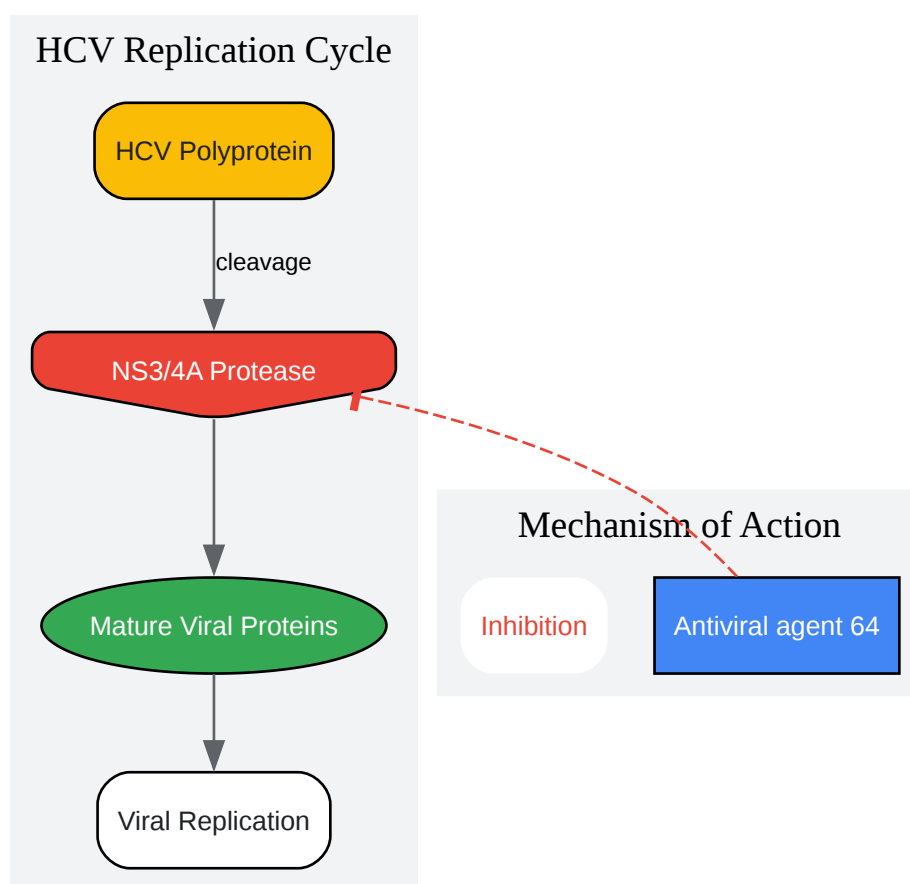 HCV Replication Cycle
HCV Polyprotein
cleavage
NS3/4A Protease
Mature Viral Proteins
Viral Replication
Mechanism of Action
Inhibition
Antiviral agent 64